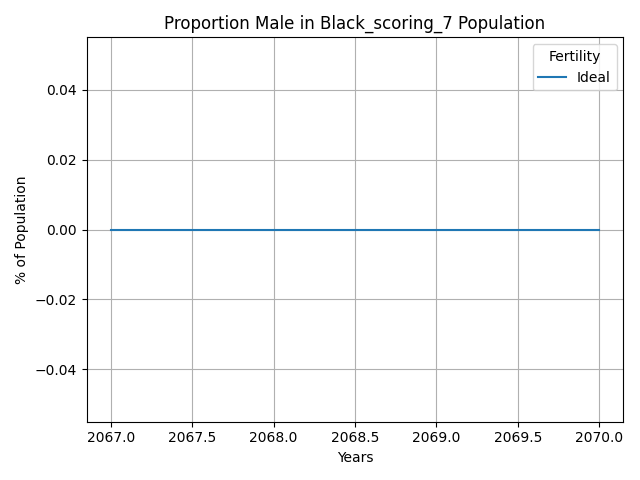 Proportion Male in Black_scoring_7 Population
Fertility
Ideal
% of Population
0.04
0.02
0.00
−0.02
−0.04
2067.0 2067.5 2068.0 2068.5 2069.0 2069.5 2070.0
Years